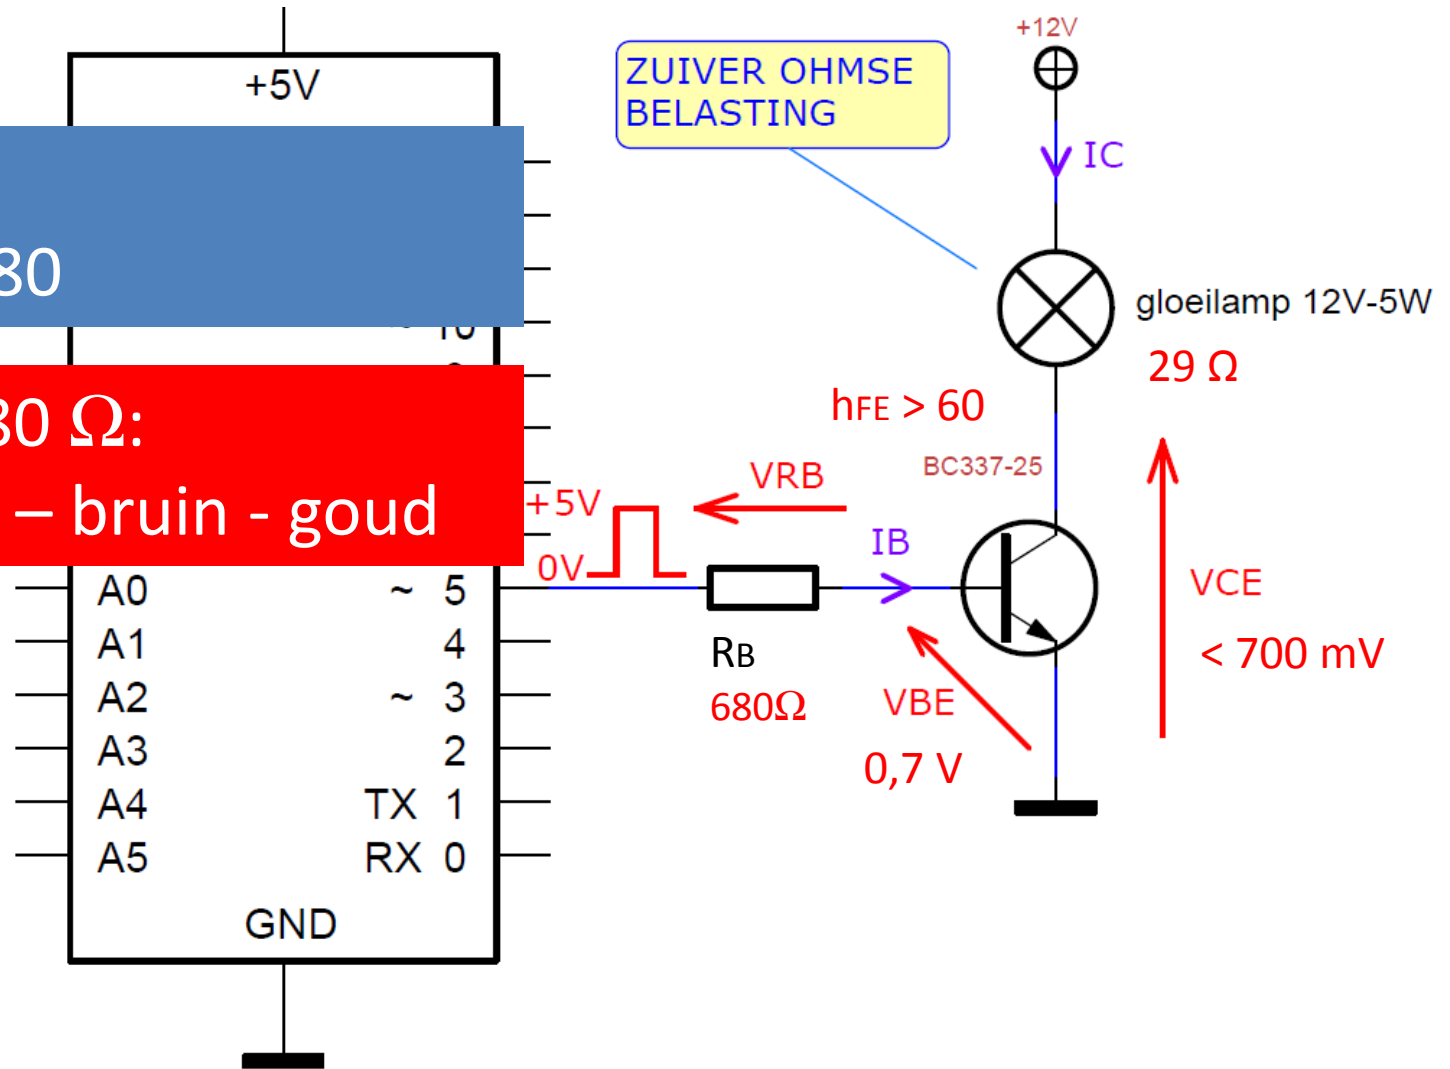 +5V
80
10
80 Ω:
– bruin - goud
A0
~ 5
A1
4
A2
~ 3
A3
2
A4
TX 1
A5
RX 0
GND
ZUIVER OHMSE
BELASTING
+12V
IC
gloeilamp 12V-5W
29 Ω
hFE > 60
BC337-25
VRB
+5V
0V
IB
RB
680Ω
VBE
0,7 V
VCE
< 700 mV